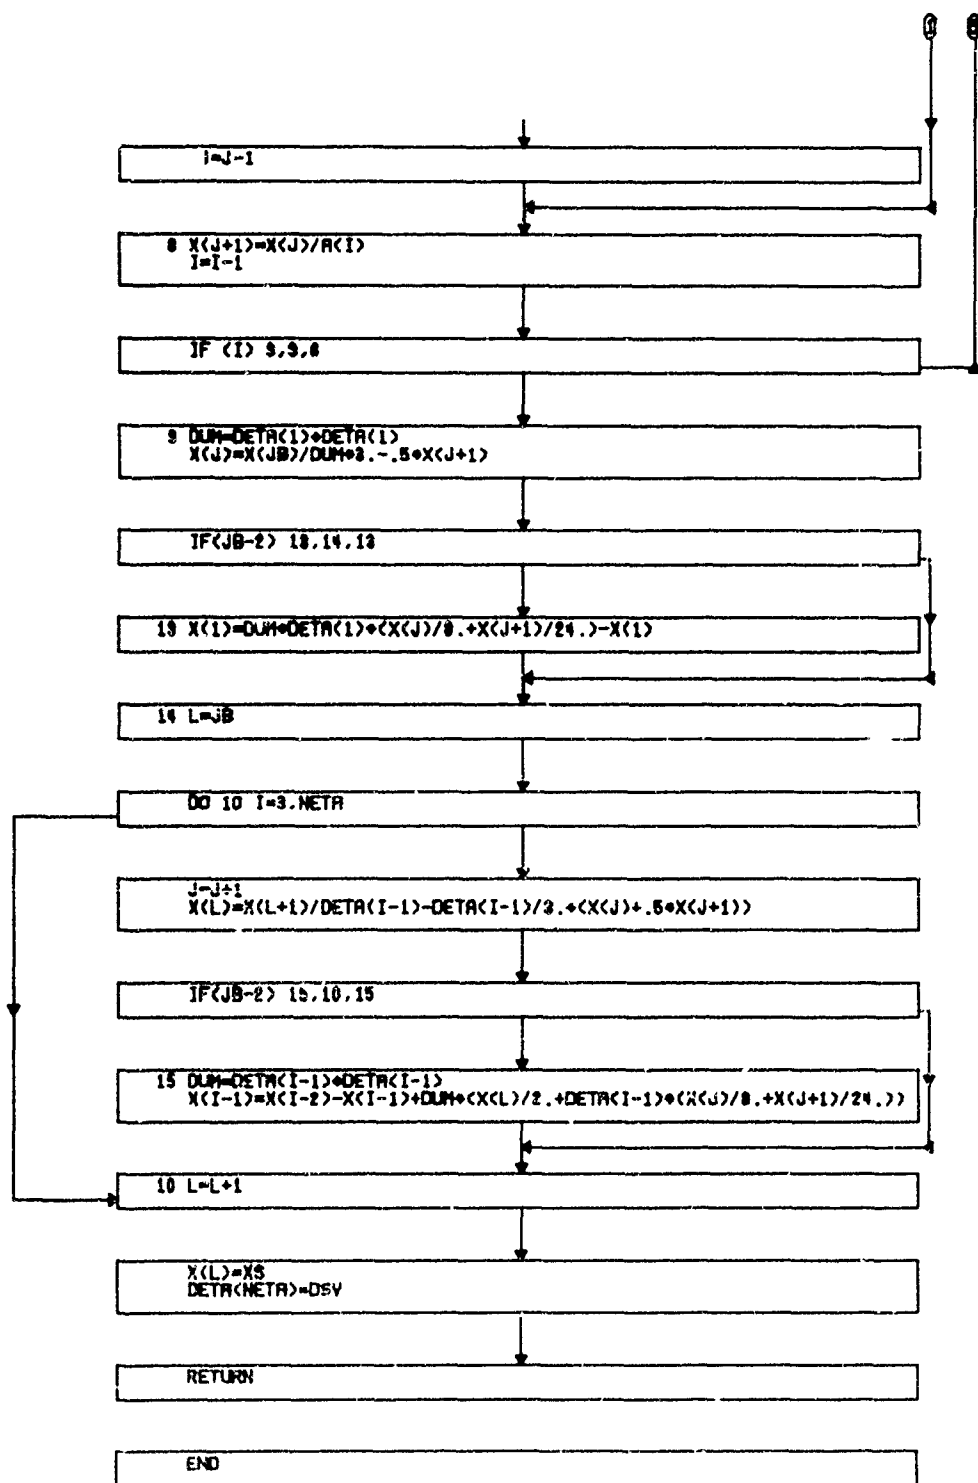 1
I=J-1
8 X(J+1)=X(J)/A(I)
I=I-1
IF (I) 9,9,6
9 DUM=DETA(1)*DETA(1)
X(J)=X(JB)/DUM*3.-.5*X(J+1)
IF(JB-2) 13,14,13
13 X(1)=DUM*DETA(1)*(X(J)/8.+X(J+1)/24.)-X(1)
14 L=JB
DO 10 I=3,NETA
J=J+1
X(L)=X(L+1)/DETA(I-1)-DETA(I-1)/3.*(X(J)+.5*X(J+1))
IF(JB-2) 15,10,15
15 DUM=DETA(I-1)*DETA(I-1)
X(I-1)=X(I-2)-X(I-1)+DUM*(X(L)/2.+DETA(I-1)*(X(J)/8.+X(J+1)/24.))
10 L=L+1
X(L)=XS
DETA(NETA)=DSV
RETURN
END